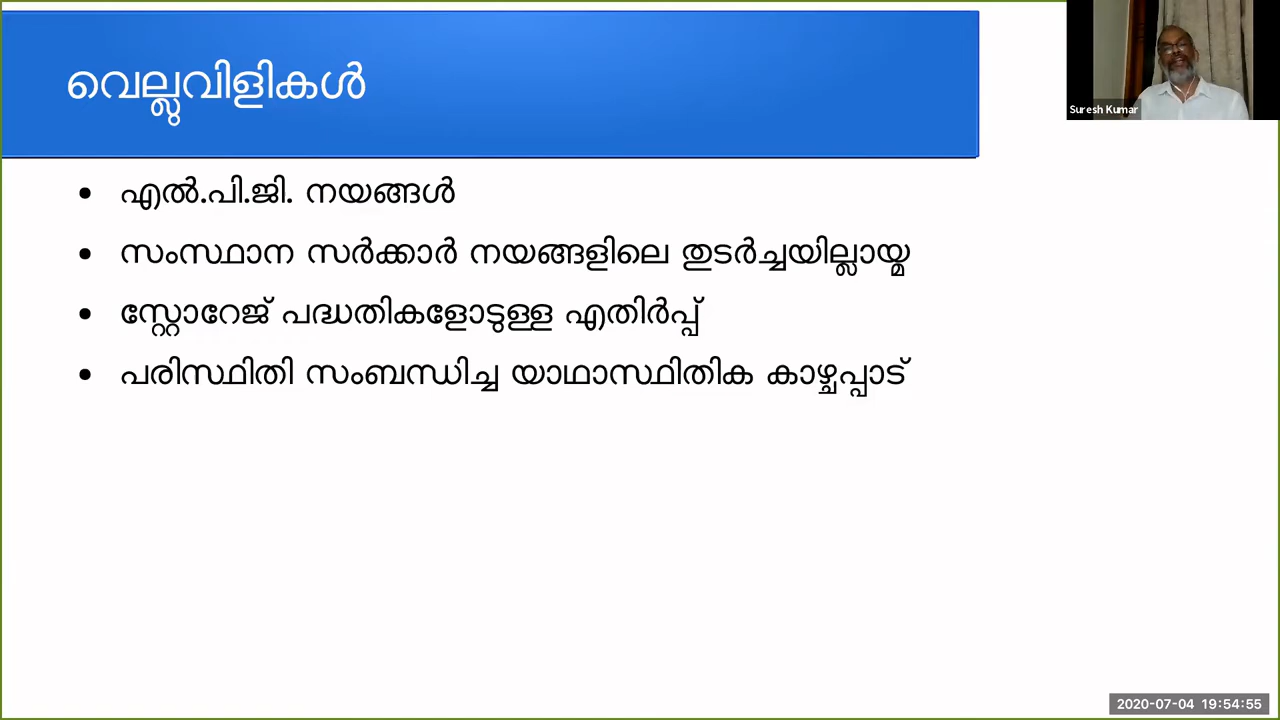 വെല്ലുവിളികൾ
Suresh Kumar
• എൽ.പി.ജി. നയങ്ങൾ
• സംസ്ഥാന സർക്കാർ നയങ്ങളിലെ തുടർച്ചയില്ലായ്മ
• സ്റ്റോറേജ് പദ്ധതികളോടുള്ള എതിർപ്പ്
• പരിസ്ഥിതി സംബന്ധിച്ച യാഥാസ്ഥിതിക കാഴ്ചപ്പാട്
2020-07-04 19:54:55